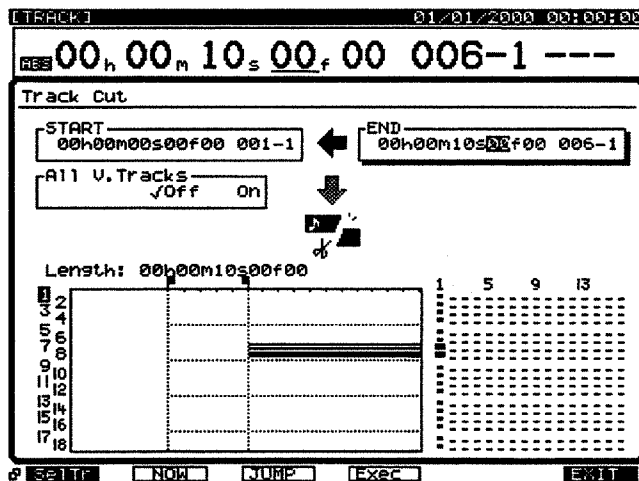 [TRACK] 01/01/2000 00:00:00
ABS 00h 00m 10s 00f 00 006-1 ---
Track Cut
START
00h00m00s00f00 001-1
END
00h00m10s00f00 006-1
All V.Tracks
√Off On
Length: 00h00m10s00f00
1 5 9 13
1
2
3
4
5
6
7
8
9
10
11
12
13
14
15
16
17
18
SelTr NOW JUMP Exec EXIT